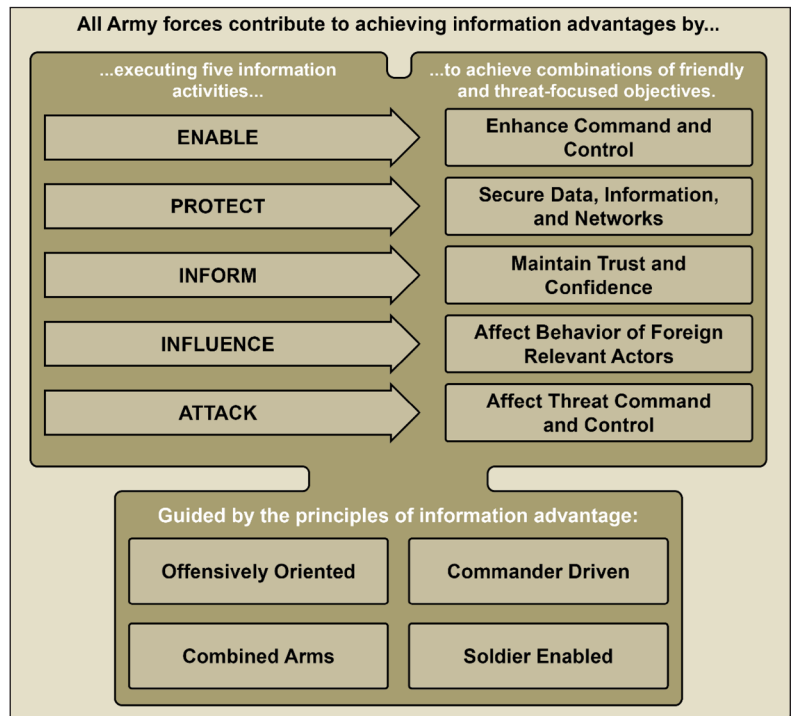 All Army forces contribute to achieving information advantages by...
...executing five information
activities...
...to achieve combinations of friendly
and threat-focused objectives.
ENABLE
Enhance Command and
Control
PROTECT
Secure Data, Information,
and Networks
INFORM
Maintain Trust and
Confidence
INFLUENCE
Affect Behavior of Foreign
Relevant Actors
ATTACK
Affect Threat Command
and Control
Guided by the principles of information advantage:
Offensively Oriented
Commander Driven
Combined Arms
Soldier Enabled